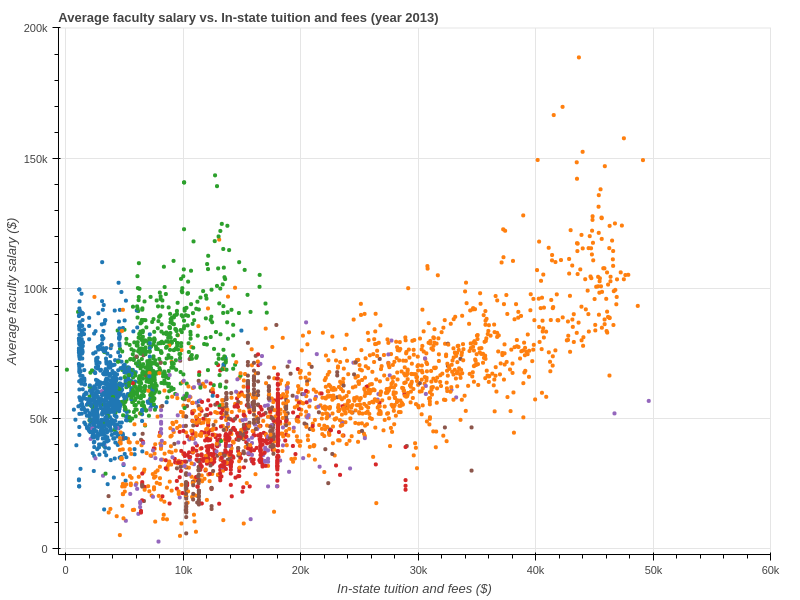 Average faculty salary vs. In-state tuition and fees (year 2013)
200k
150k
100k
50k
0
Average faculty salary ($)
0
10k
20k
30k
40k
50k
60k
In-state tuition and fees ($)